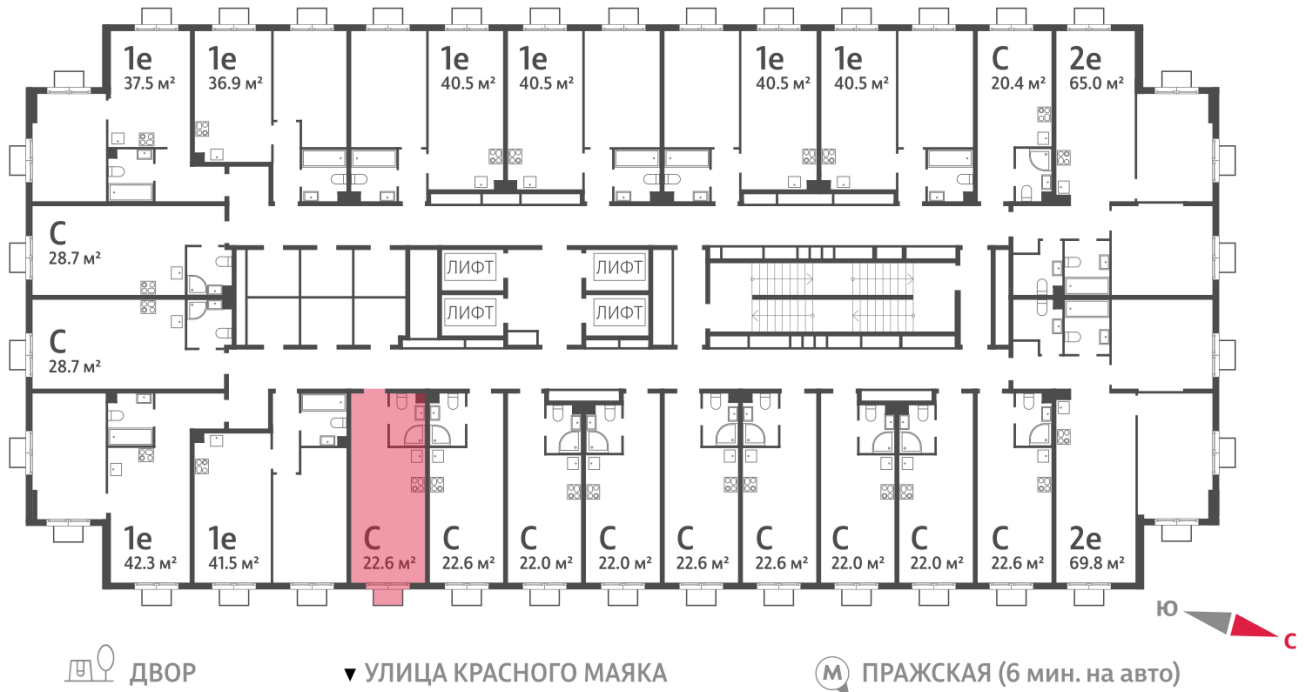 1е
37.5 м²
1е
36.9 м²
1е
40.5 м²
1е
40.5 м²
1е
40.5 м²
1е
40.5 м²
С
20.4 м²
2е
65.0 м²
С
28.7 м²
ЛИФТ
ЛИФТ
ЛИФТ
ЛИФТ
С
28.7 м²
1е
42.3 м²
1е
41.5 м²
С
22.6 м²
С
22.6 м²
С
22.0 м²
С
22.0 м²
С
22.6 м²
С
22.6 м²
С
22.0 м²
С
22.0 м²
С
22.6 м²
2е
69.8 м²
Ю
С
ДВОР
▼ УЛИЦА КРАСНОГО МАЯКА
М ПРАЖСКАЯ (6 мин. на авто)